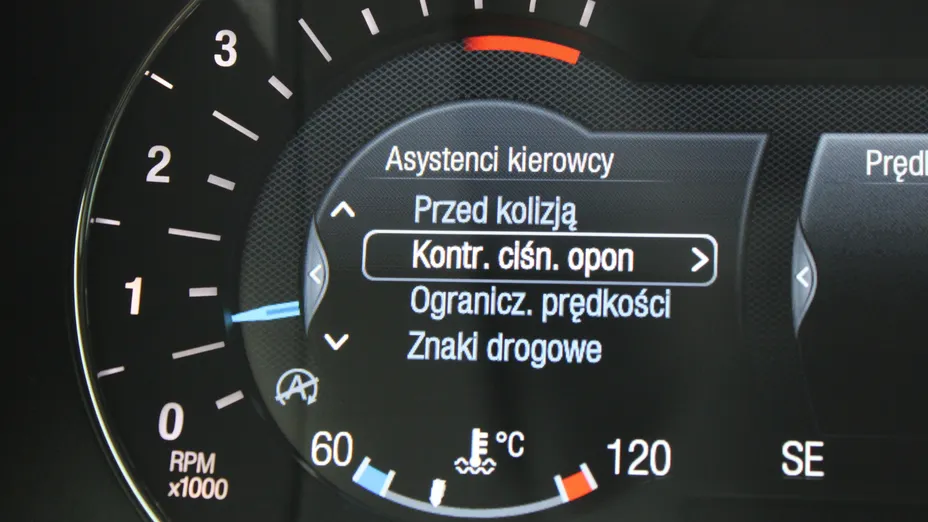 3
2
1
0
RPM
x1000
Asystenci kierowcy
Przed kolizją
Kontr. ciśn. opon
Ogranicz. prędkości
Znaki drogowe
A
60
°C
120
SE